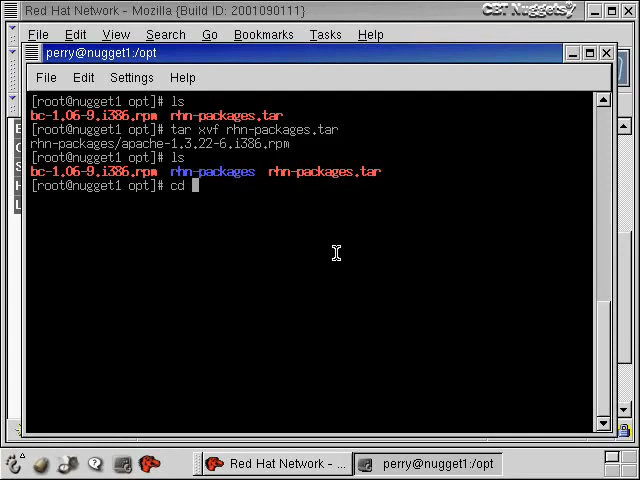 Red Hat Network - Mozilla {Build ID: 2001090111}
CBT Nuggets
File Edit View Search Go Bookmarks Tasks Help
perry@nugget1:/opt
File Edit Settings Help
[root@nugget1 opt]# ls
bc-1.06-9.i386.rpm rhn-packages.tar
[root@nugget1 opt]# tar xvf rhn-packages.tar
rhn-packages/apache-1.3.22-6.i386.rpm
[root@nugget1 opt]# ls
bc-1.06-9.i386.rpm rhn-packages rhn-packages.tar
[root@nugget1 opt]# cd
Red Hat Network - ...
perry@nugget1:/opt